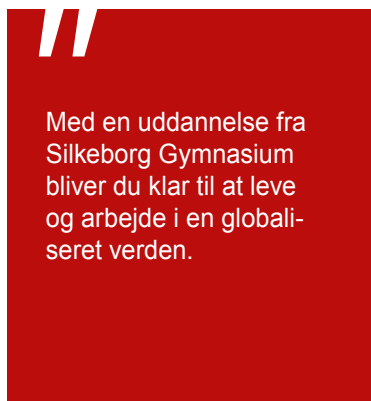 "
Med en uddannelse fra
Silkeborg Gymnasium
bliver du klar til at leve
og arbejde i en globali-
seret verden.